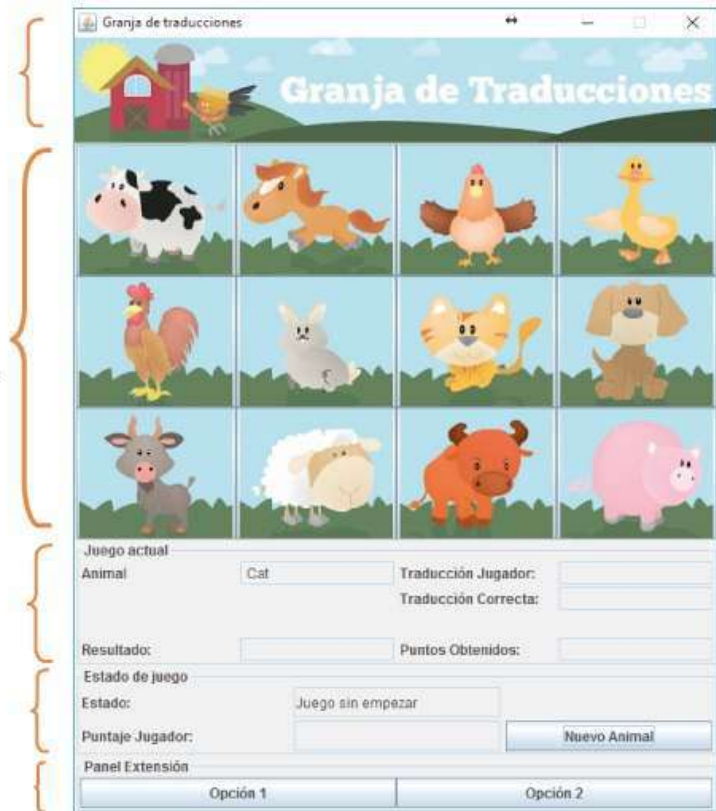 Granja de traducciones
Granja de Traducciones
Juego actual
Animal Cat Traducción Jugador:
Traducción Correcta:
Resultado: Puntos Obtenidos:
Estado de juego
Estado: Juego sin empezar
Puntaje Jugador: Nuevo Animal
Panel Extensión
Opción 1 Opción 2